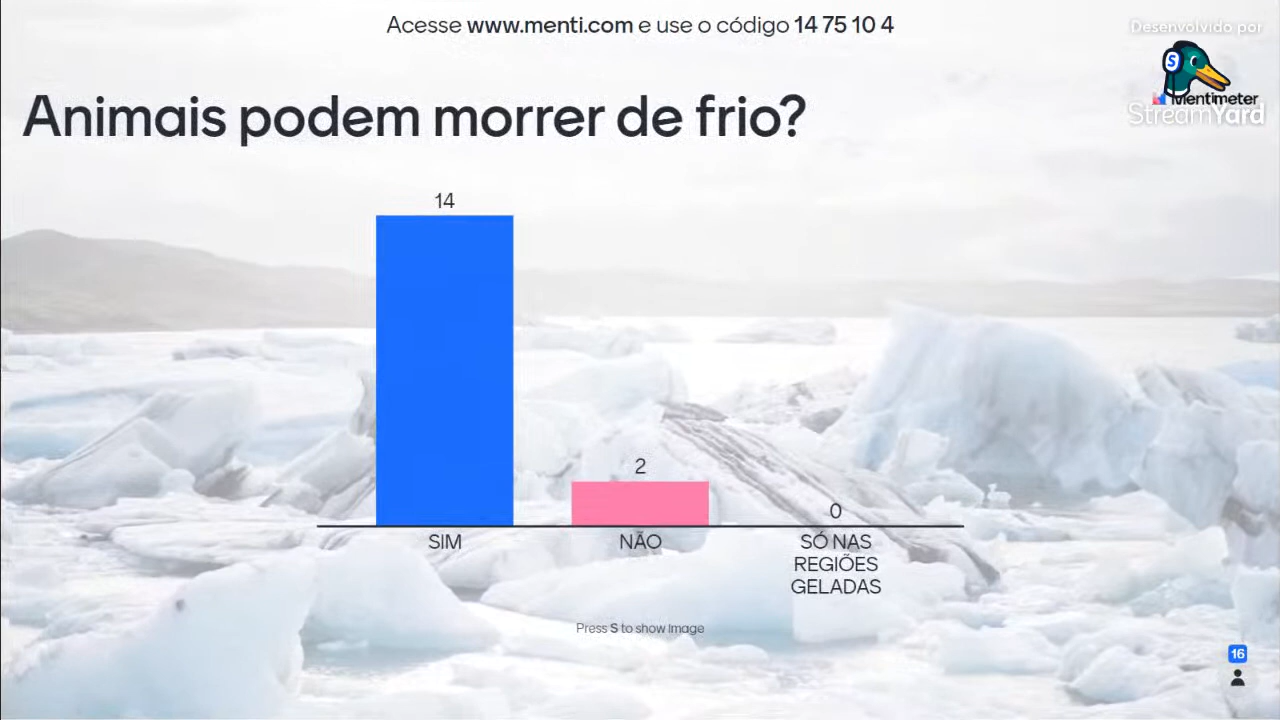 Acesse www.menti.com e use o código 14 75 10 4
Desenvolvido por
S
Mentimeter
StreamYard
Animais podem morrer de frio?
14
2
0
SIM
NÃO
SÓ NAS
REGIÕES
GELADAS
Press S to show image
16